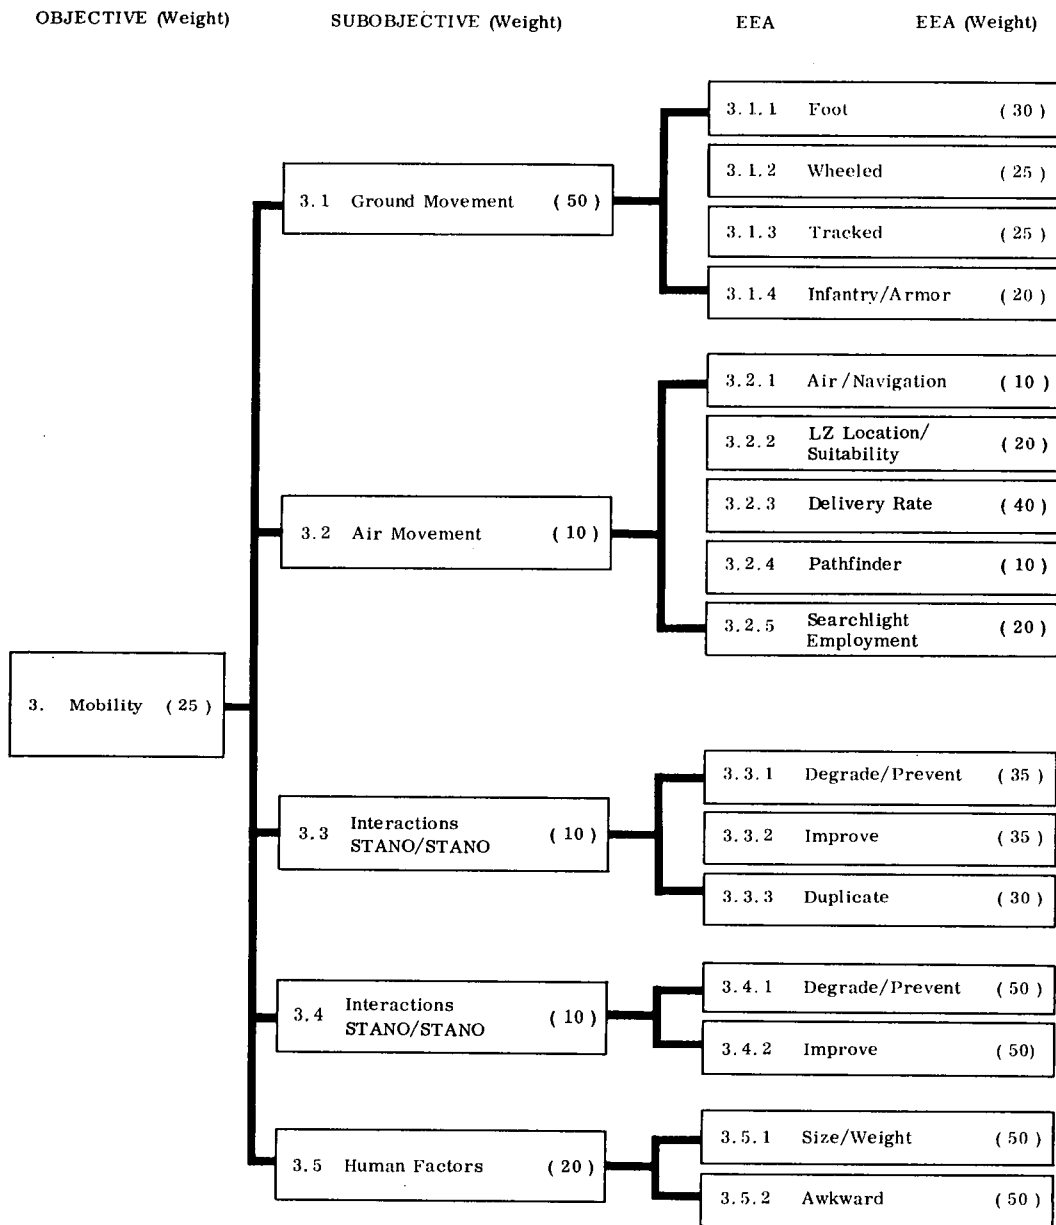 OBJECTIVE (Weight) SUBOBJECTIVE (Weight) EEA EEA (Weight)
3.1.1 Foot (30)
3.1.2 Wheeled (25)
3.1 Ground Movement (50)
3.1.3 Tracked (25)
3.1.4 Infantry/Armor (20)
3.2.1 Air/Navigation (10)
3.2.2 LZ Location/
Suitability (20)
3.2.3 Delivery Rate (40)
3.2 Air Movement (10)
3.2.4 Pathfinder (10)
3.2.5 Searchlight
Employment (20)
3. Mobility (25)
3.3.1 Degrade/Prevent (35)
3.3 Interactions
STANO/STANO (10)
3.3.2 Improve (35)
3.3.3 Duplicate (30)
3.4.1 Degrade/Prevent (50)
3.4 Interactions
STANO/STANO (10)
3.4.2 Improve (50)
3.5.1 Size/Weight (50)
3.5 Human Factors (20)
3.5.2 Awkward (50)